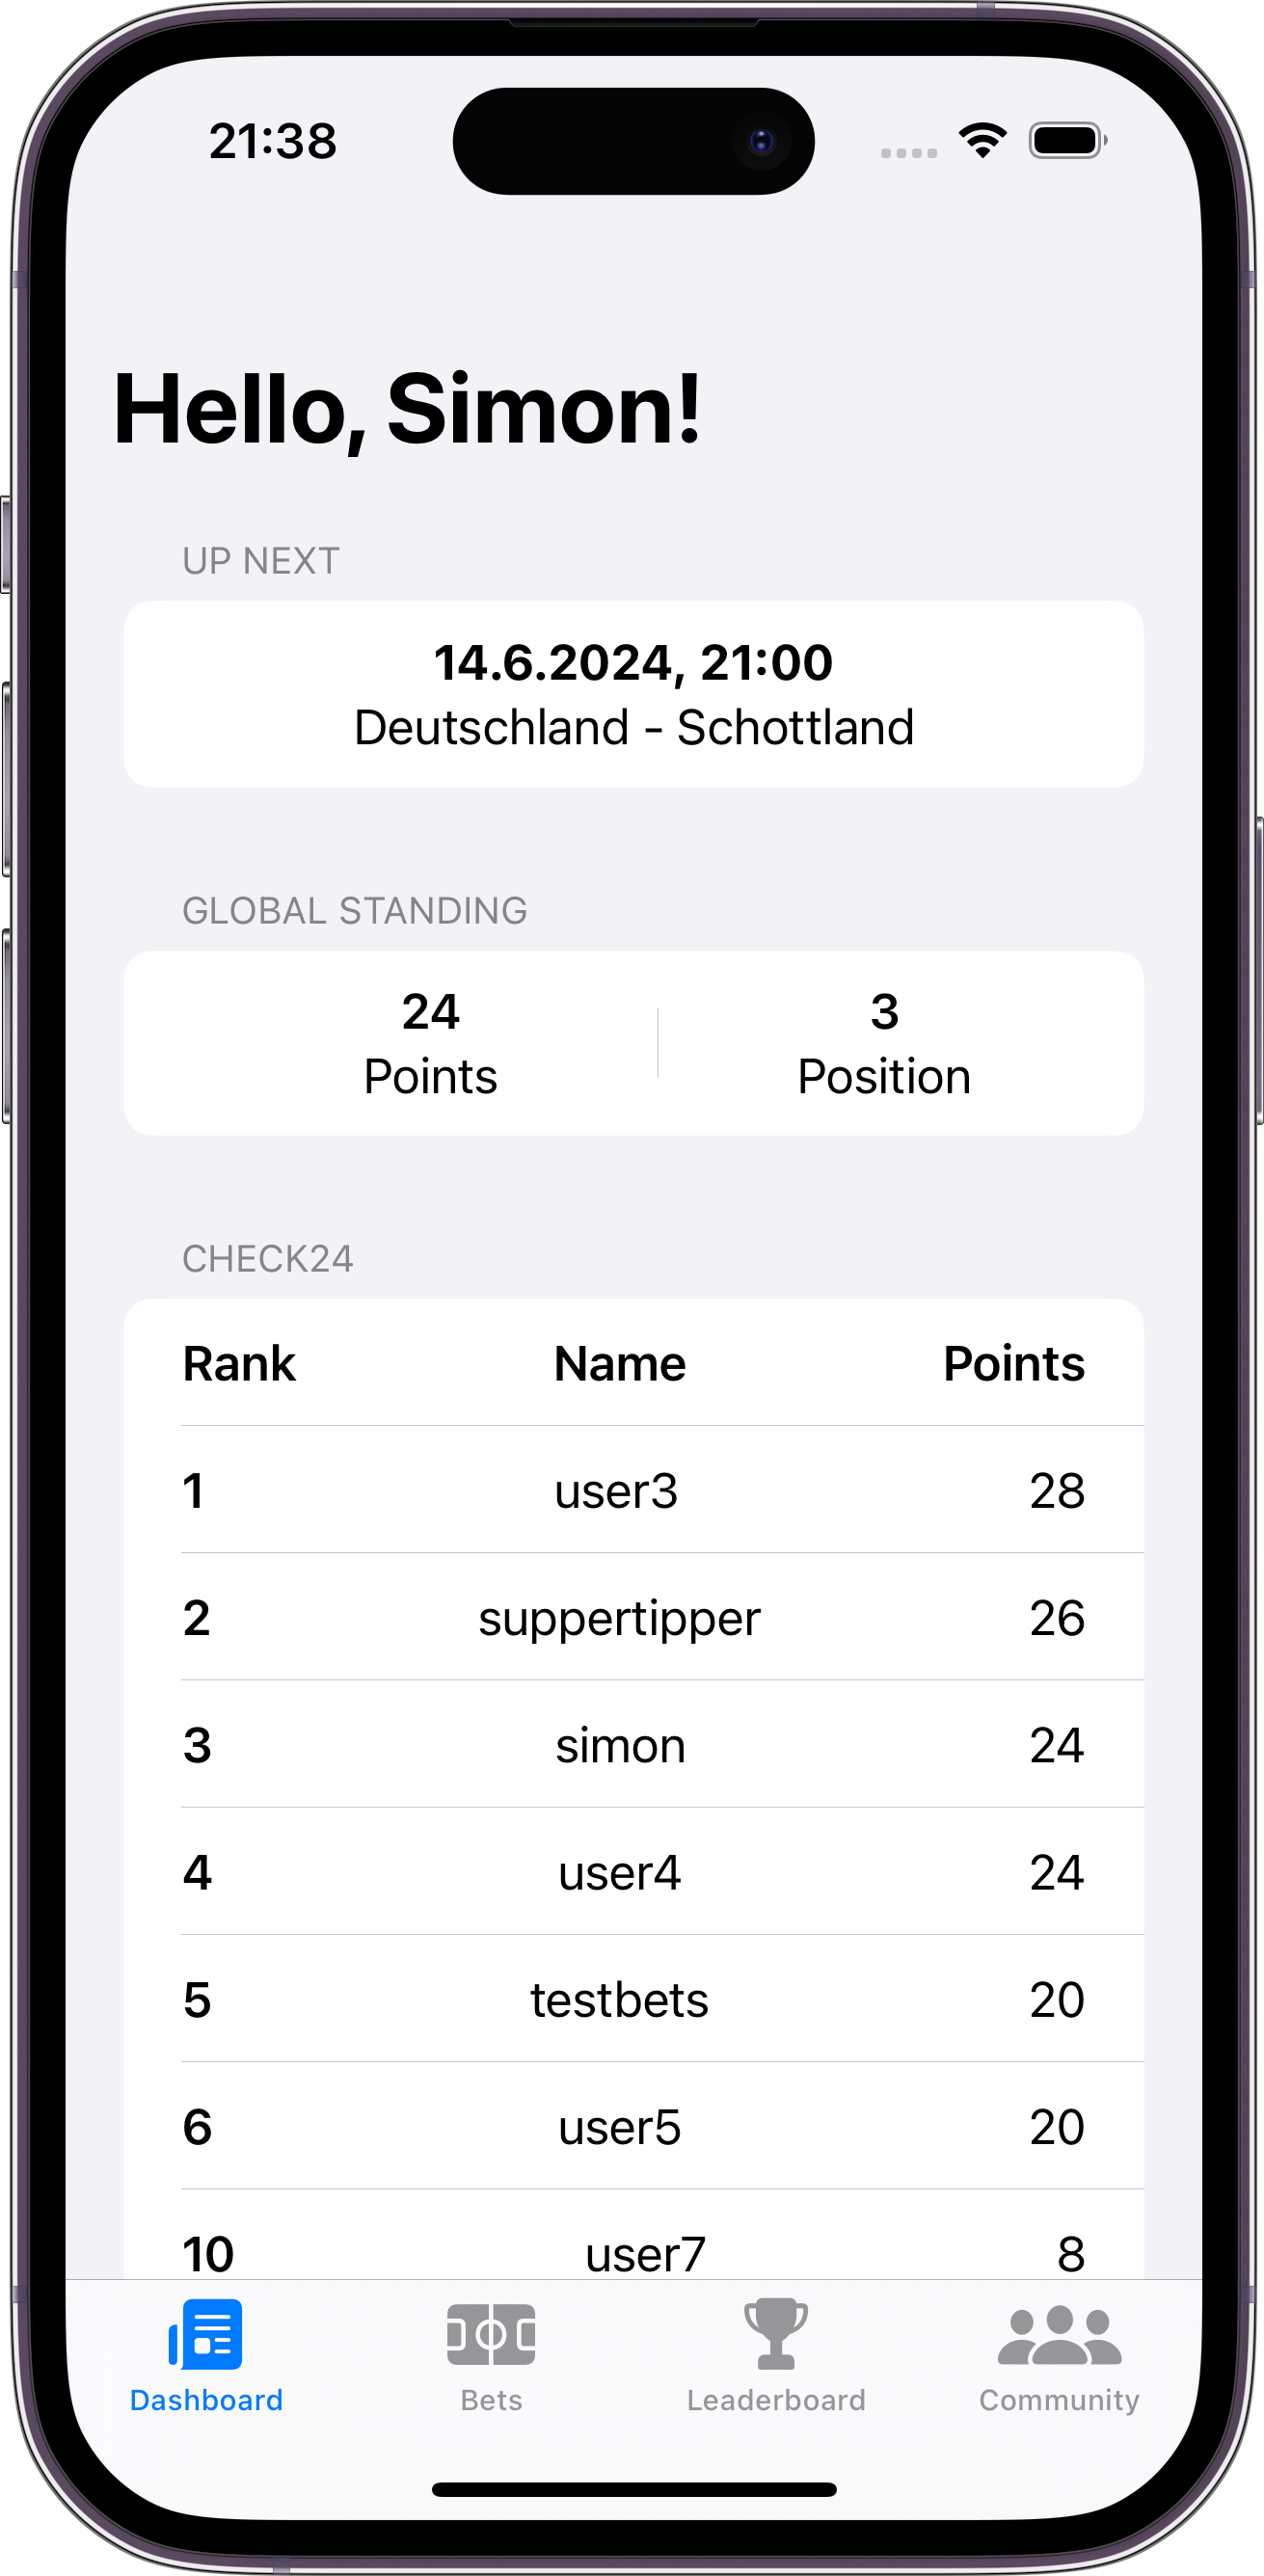 21:38
Hello, Simon!
UP NEXT
14.6.2024, 21:00
Deutschland - Schottland
GLOBAL STANDING
24 3
Points Position
CHECK24
Rank Name Points
1 user3 28
2 suppertipper 26
3 simon 24
4 user4 24
5 testbets 20
6 user5 20
10 user7 8
Dashboard Bets Leaderboard Community